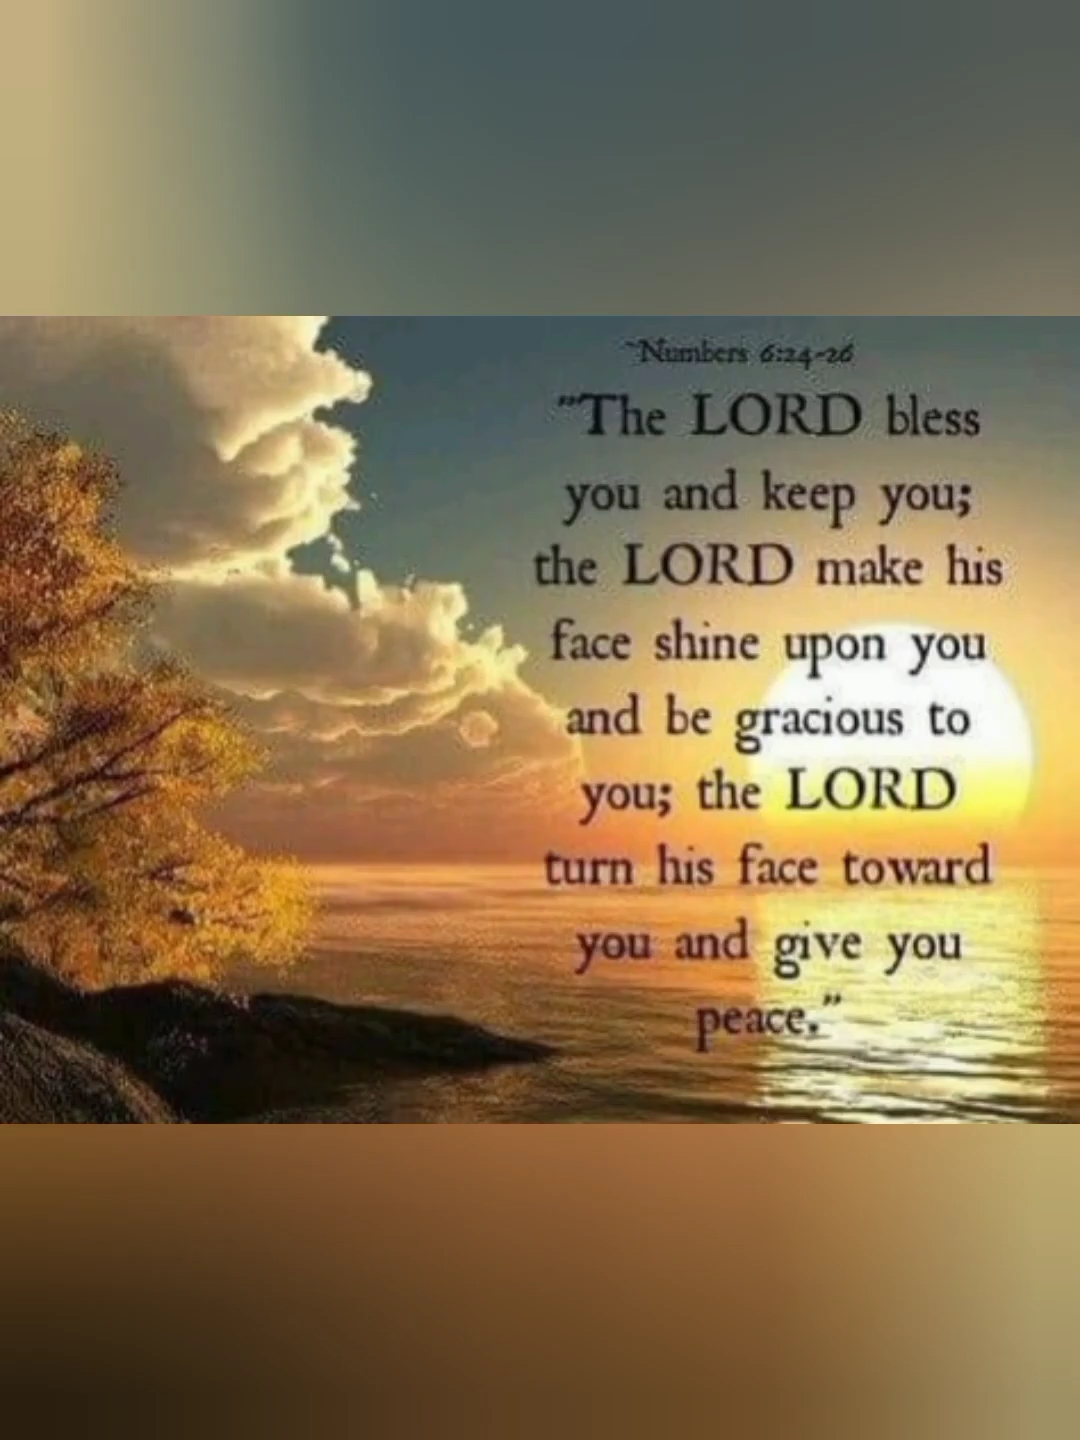 ~Numbers 6:24-26
"The LORD bless
you and keep you;
the LORD make his
face shine upon you
and be gracious to
you; the LORD
turn his face toward
you and give you
peace."